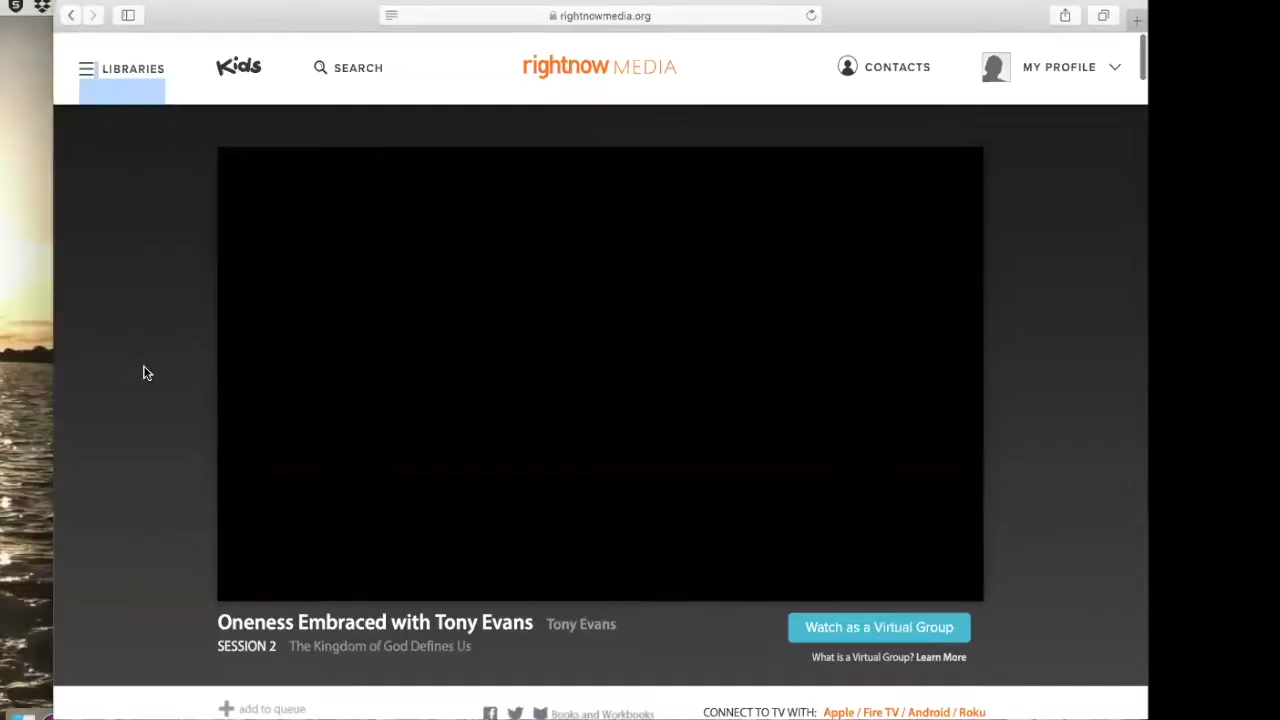 rightnowmedia.org
LIBRARIES
Kids
SEARCH
rightnow MEDIA
CONTACTS
MY PROFILE
Oneness Embraced with Tony Evans Tony Evans
SESSION 2 The Kingdom of God Defines Us
Watch as a Virtual Group
What is a Virtual Group? Learn More
add to queue
Books and Workbooks
CONNECT TO TV WITH: Apple / Fire TV / Android / Roku